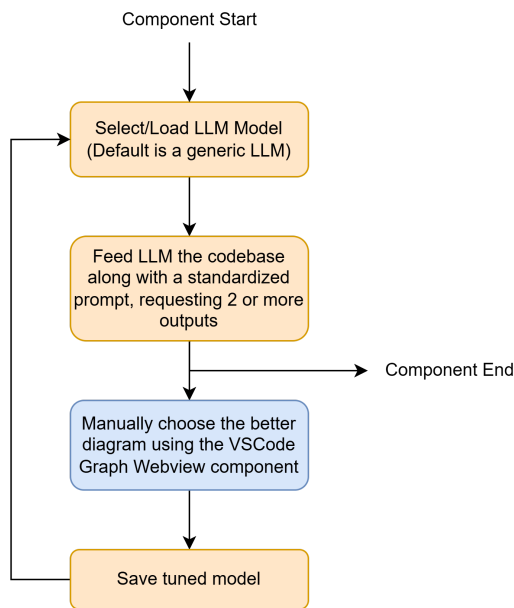 Component Start
Select/Load LLM Model
(Default is a generic LLM)
Feed LLM the codebase
along with a standardized
prompt, requesting 2 or more
outputs
Component End
Manually choose the better
diagram using the VSCode
Graph Webview component
Save tuned model